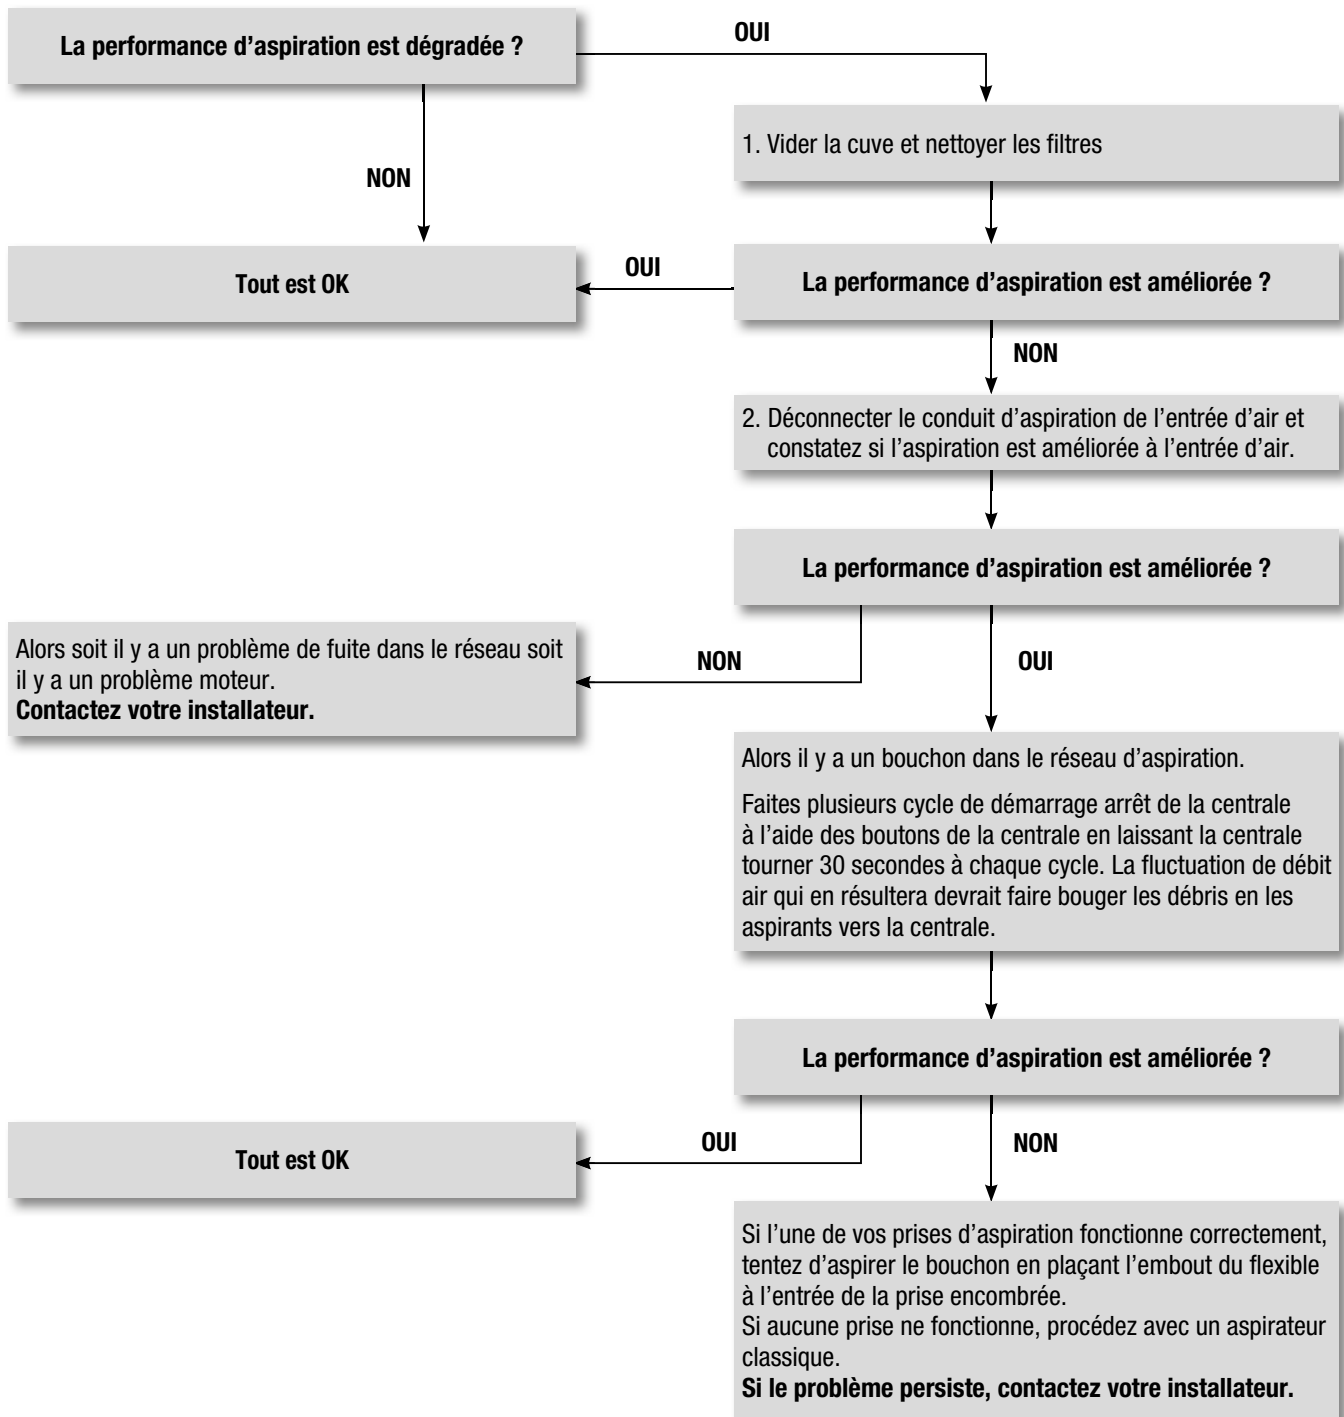 La performance d’aspiration est dégradée ?
OUI
1. Vider la cuve et nettoyer les filtres
NON
Tout est OK
OUI
La performance d’aspiration est améliorée ?
NON
2. Déconnecter le conduit d’aspiration de l’entrée d’air et
constatez si l’aspiration est améliorée à l’entrée d’air.
La performance d’aspiration est améliorée ?
Alors soit il y a un problème de fuite dans le réseau soit
il y a un problème moteur.
Contactez votre installateur.
NON
OUI
Alors il y a un bouchon dans le réseau d’aspiration.
Faites plusieurs cycle de démarrage arrêt de la centrale
à l’aide des boutons de la centrale en laissant la centrale
tourner 30 secondes à chaque cycle. La fluctuation de débit
air qui en résultera devrait faire bouger les débris en les
aspirants vers la centrale.
La performance d’aspiration est améliorée ?
Tout est OK
OUI
NON
Si l’une de vos prises d’aspiration fonctionne correctement,
tentez d’aspirer le bouchon en plaçant l’embout du flexible
à l’entrée de la prise encombrée.
Si aucune prise ne fonctionne, procédez avec un aspirateur
classique.
Si le problème persiste, contactez votre installateur.